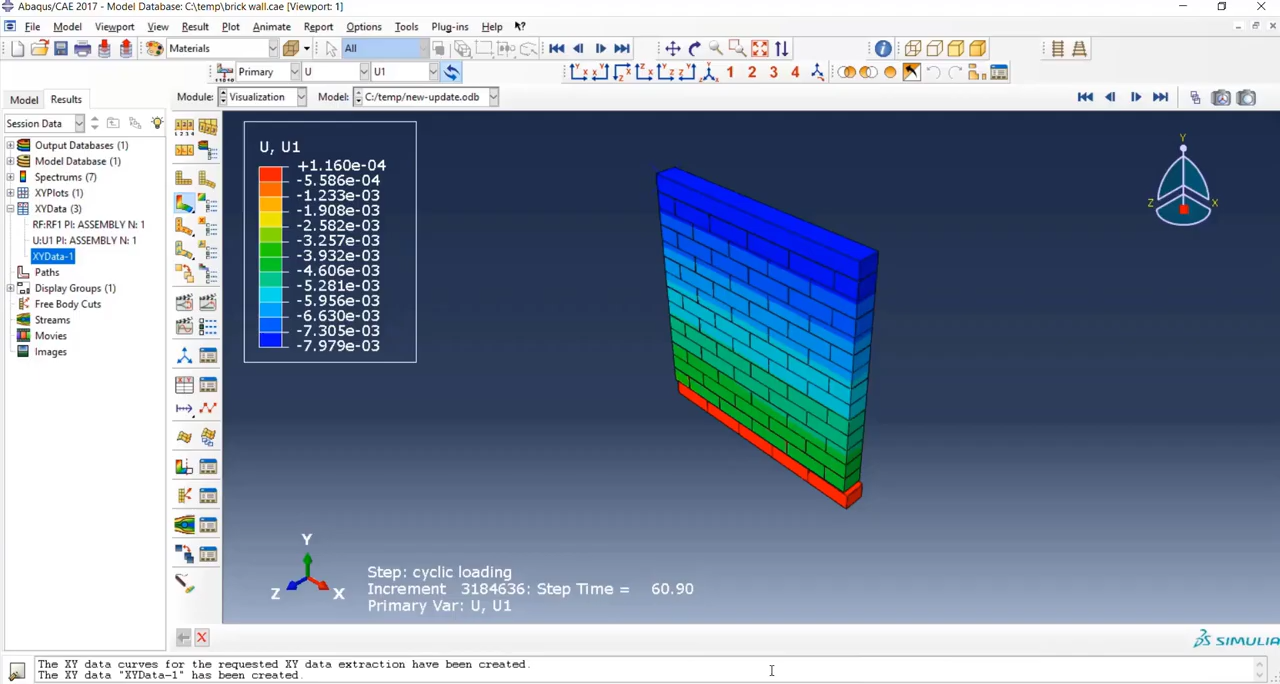 Abaqus/CAE 2017 - Model Database: C:\temp\brick wall.cae [Viewport: 1]
File Model Viewport View Result Plot Animate Report Options Tools Plug-ins Help
Materials All
Primary U U1 1 2 3 4
Model Results Module: Visualization Model: C:/temp/new-update.odb
Session Data
Output Databases (1)
Model Database (1)
Spectrums (7)
XYPlots (1)
XYData (3)
RF:RF1 PI: ASSEMBLY N: 1
U:U1 PI: ASSEMBLY N: 1
XYData-1
Paths
Display Groups (1)
Free Body Cuts
Streams
Movies
Images
U, U1
+1.160e-04
-5.586e-04
-1.233e-03
-1.908e-03
-2.582e-03
-3.257e-03
-3.932e-03
-4.606e-03
-5.281e-03
-5.956e-03
-6.630e-03
-7.305e-03
-7.979e-03
Y
Z X
Y
Z X
Step: cyclic loading
Increment 3184636: Step Time = 60.90
Primary Var: U, U1
SIMULIA
The XY data curves for the requested XY data extraction have been created.
The XY data "XYData-1" has been created.